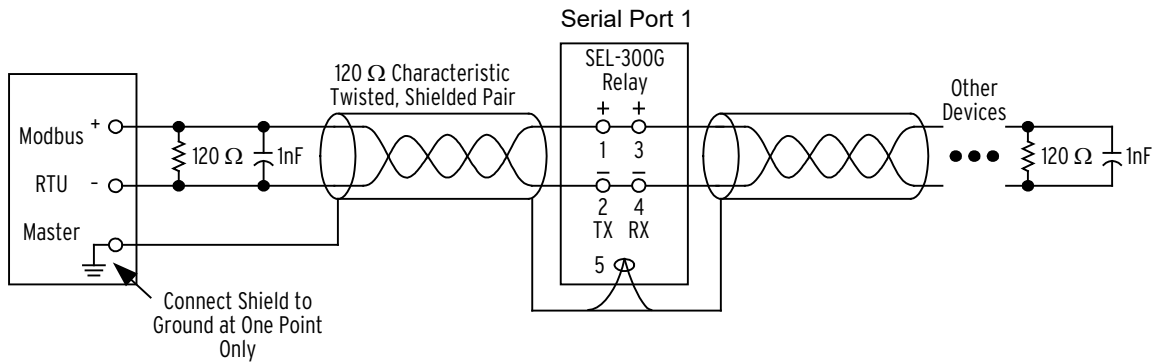 Serial Port 1
SEL-300G
Relay
120 Ω Characteristic
Twisted, Shielded Pair
Other
Devices
Modbus
+
RTU
-
Master
120 Ω
1nF
+ +
1 3
– –
2 4
TX RX
5
120 Ω
1nF
Connect Shield to
Ground at One Point
Only